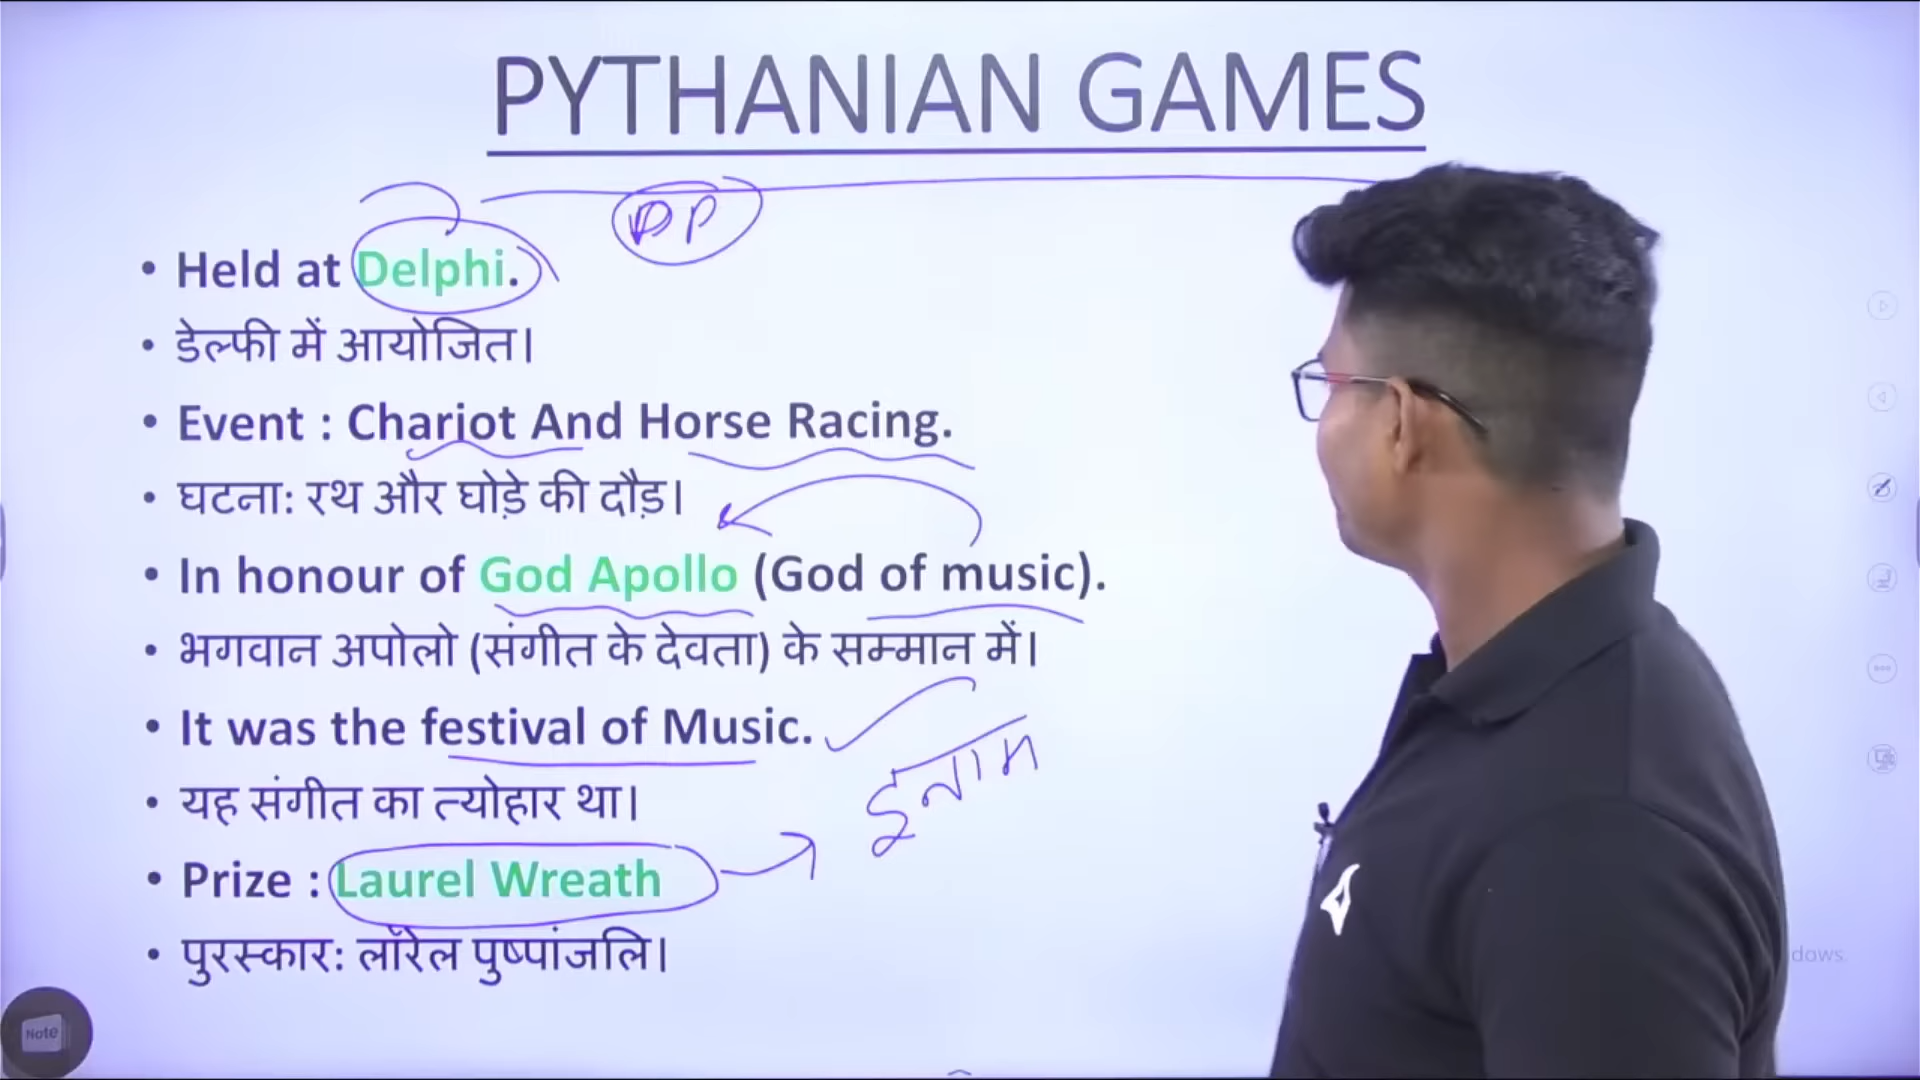 PYTHANIAN GAMES
DP
• Held at Delphi.
• डेल्फी में आयोजित।
• Event : Chariot And Horse Racing.
• घटना: रथ और घोड़े की दौड़।
• In honour of God Apollo (God of music).
• भगवान अपोलो (संगीत के देवता) के सम्मान में।
• It was the festival of Music.
• यह संगीत का त्योहार था।
इनाम
• Prize : Laurel Wreath
• पुरस्कार: लॉरेल पुष्पांजलि।
dows.
Note